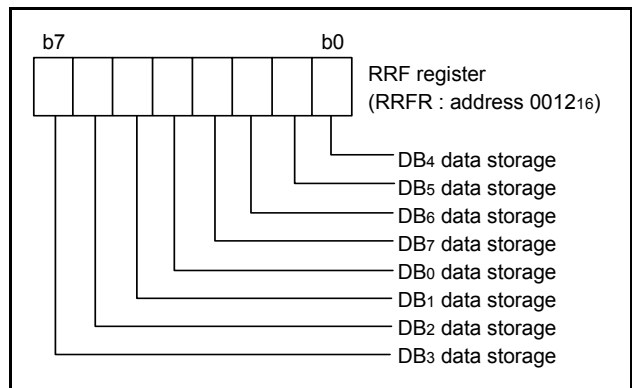 b7 b0
RRF register
(RRFR : address 001216)
DB4 data storage
DB5 data storage
DB6 data storage
DB7 data storage
DB0 data storage
DB1 data storage
DB2 data storage
DB3 data storage